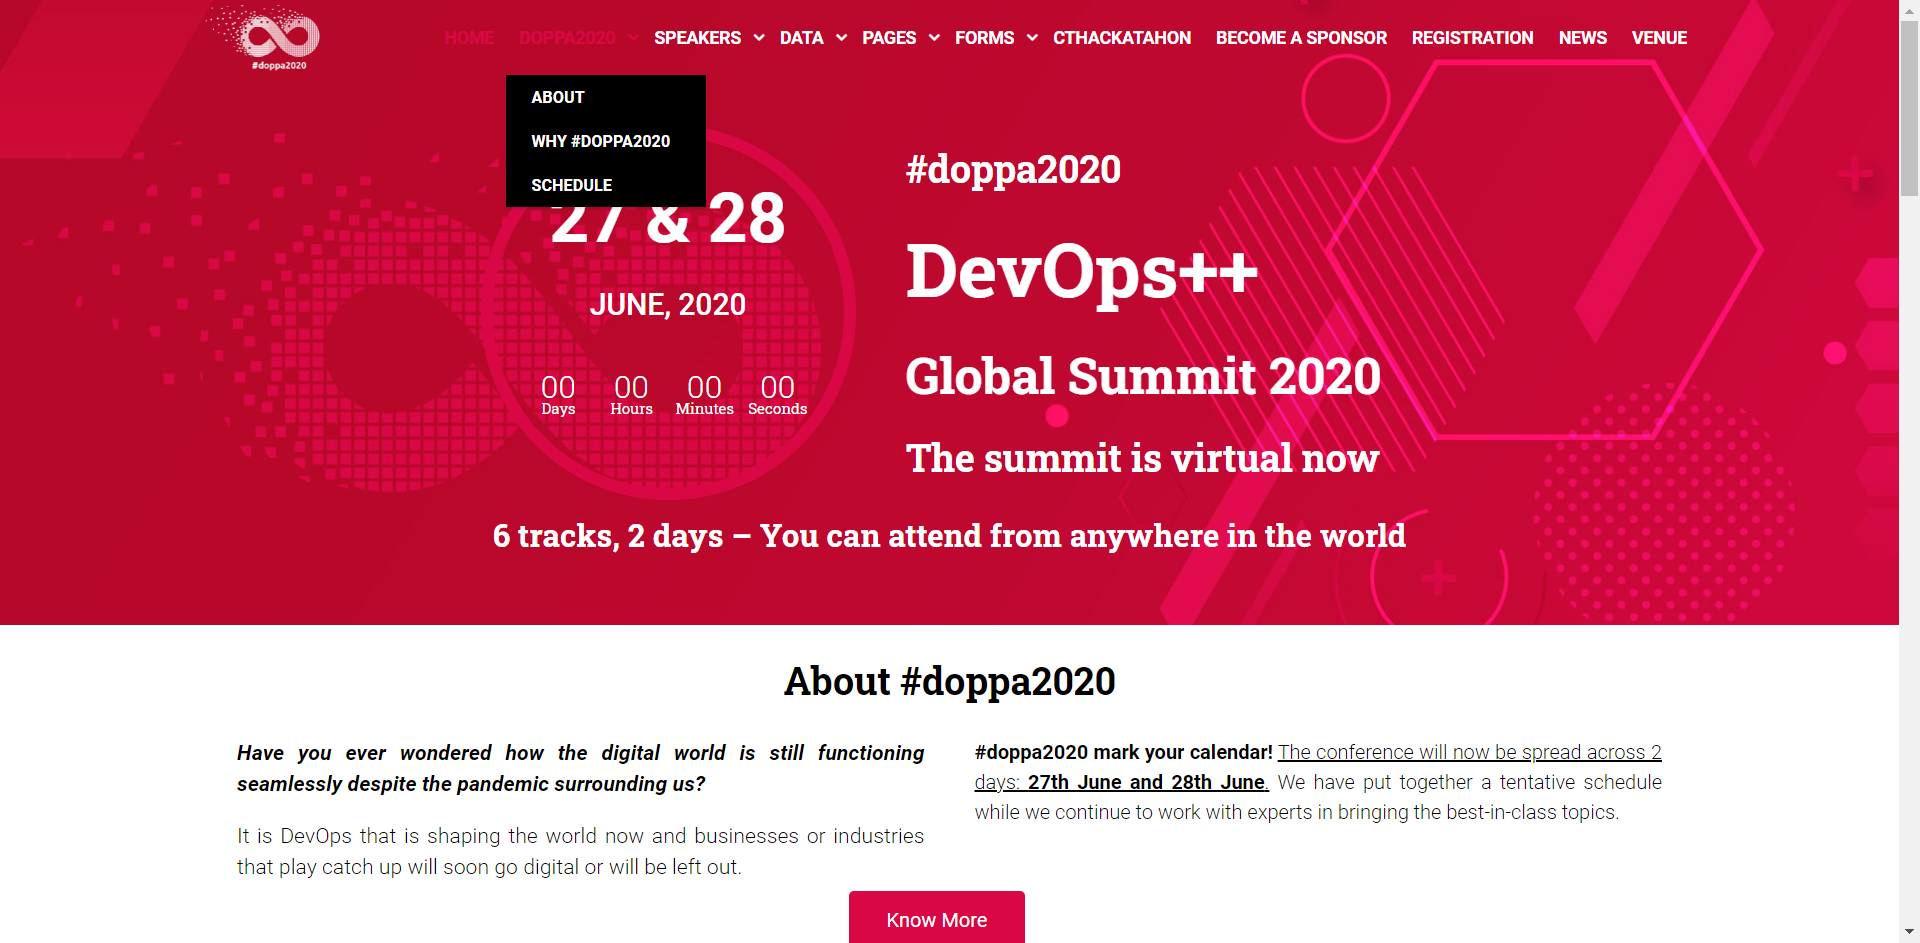 #doppa2020
HOME DOPPA2020 SPEAKERS DATA PAGES FORMS CTHACKATAHON BECOME A SPONSOR REGISTRATION NEWS VENUE
ABOUT
WHY #DOPPA2020
SCHEDULE
27 & 28
JUNE, 2020
00 00 00 00
Days Hours Minutes Seconds
#doppa2020
DevOps++
Global Summit 2020
The summit is virtual now
6 tracks, 2 days – You can attend from anywhere in the world
About #doppa2020
Have you ever wondered how the digital world is still functioning
seamlessly despite the pandemic surrounding us?
It is DevOps that is shaping the world now and businesses or industries
that play catch up will soon go digital or will be left out.
#doppa2020 mark your calendar! The conference will now be spread across 2
days: 27th June and 28th June. We have put together a tentative schedule
while we continue to work with experts in bringing the best-in-class topics.
Know More